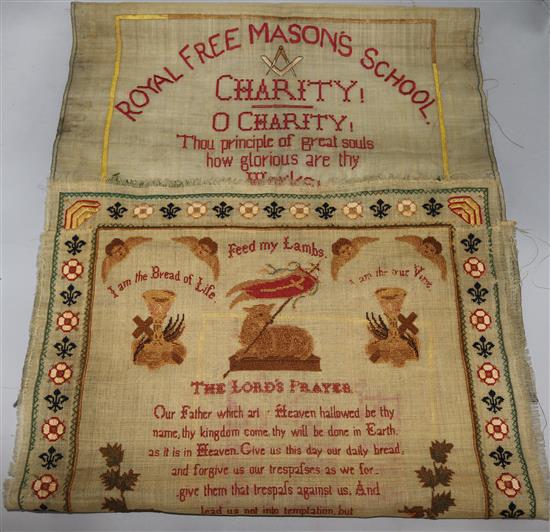 ROYAL FREE MASONS SCHOOL.
CHARITY!
O CHARITY!
Thou principle of great souls
how glorious are thy
Works!
Feed my Lambs.
I am the Bread of Life.
I am the true Vine.
THE LORD'S PRAYER.
Our Father which art Heaven hallowed be thy
name, thy kingdom come, thy will be done in Earth,
as it is in Heaven. Give us this day our daily bread,
and forgive us our trespaſses as we for-
give them that trespaſs against us, And
lead us not into temptation, but